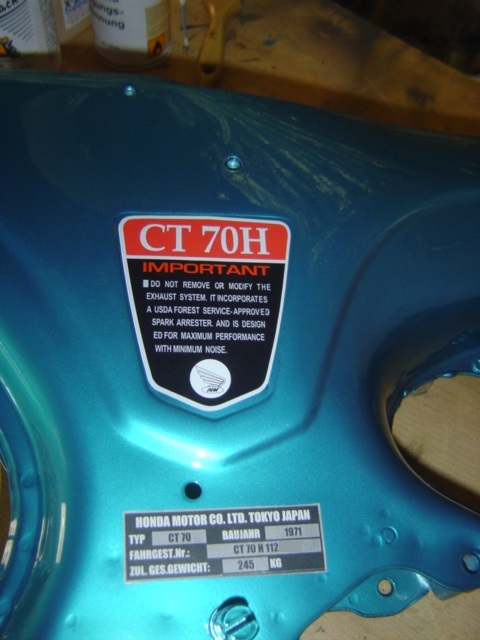 CT 70H
IMPORTANT
DO NOT REMOVE OR MODIFY THE
EXHAUST SYSTEM. IT INCORPORATES
A USDA FOREST SERVICE-APPROVED
SPARK ARRESTER. AND IS DESIGN
ED FOR MAXIMUM PERFORMANCE
WITH MINIMUM NOISE.
HONDA MOTOR CO. LTD. TOKYO JAPAN
TYP CT 70 BAUJAHR 1971
FAHRGEST.Nr.: CT 70 H 112
ZUL. GES.GEWICHT: 245 KG